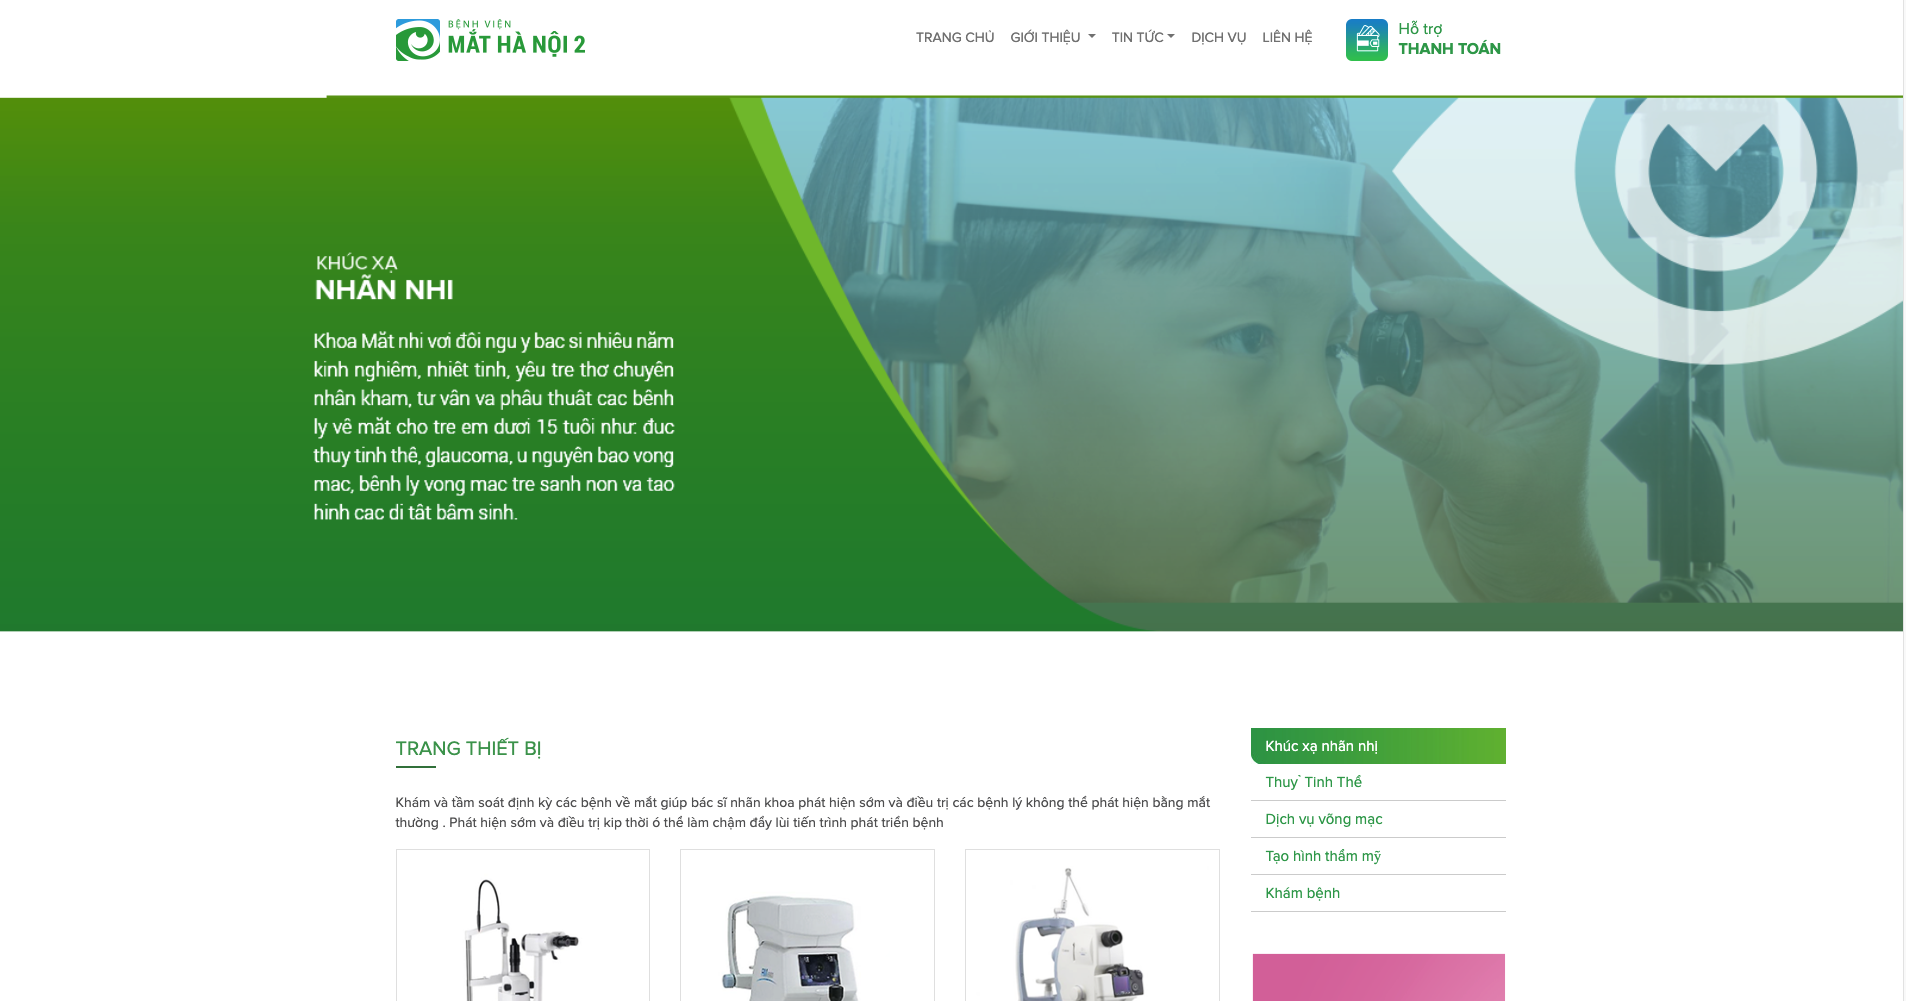 BỆNH VIỆN
MẮT HÀ NỘI 2
TRANG CHỦ GIỚI THIỆU TIN TỨC DỊCH VỤ LIÊN HỆ
Hỗ trợ
THANH TOÁN
KHÚC XẠ
NHÃN NHI
Khoa Mắt nhi vơi đôi ngu y bac si nhiêu năm
kinh nghiêm, nhiêt tinh, yêu tre thơ chuyên
nhân kham, tư vân va phâu thuât cac bênh
ly vê măt cho tre em dươi 15 tuôi như: đuc
thuy tinh thê, glaucoma, u nguyên bao vong
mac, bênh ly vong mac tre sanh non va tao
hinh cac di tât bâm sinh.
TRANG THIẾT BỊ
Khám và tầm soát định kỳ các bệnh về mắt giúp bác sĩ nhãn khoa phát hiện sớm và điều trị các bệnh lý không thể phát hiện bằng mắt
thường . Phát hiện sớm và điều trị kip thời ó thể làm chậm đẩy lùi tiến trình phát triển bệnh
Khúc xạ nhãn nhị
Thuỷ Tinh Thể
Dịch vụ võng mạc
Tạo hình thẩm mỹ
Khám bệnh